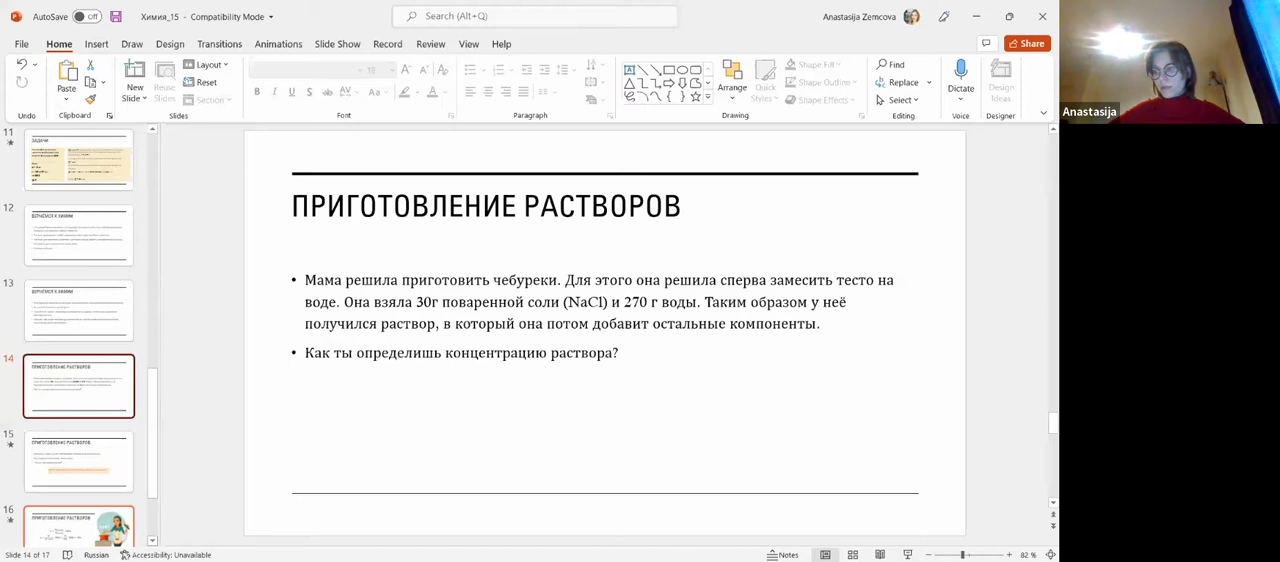 AutoSave Off Химия_15 - Compatibility Mode Search (Alt+Q) Anastasija Zemcova
File Home Insert Draw Design Transitions Animations Slide Show Record Review View Help Share
Paste New Slide Reuse Slides Layout Reset Section 18 Arrange Quick Styles Shape Fill Shape Outline Shape Effects Find Replace Select Dictate Design Ideas
Undo Clipboard Slides Font Paragraph Drawing Editing Voice Designer
Anastasija
11
ЗАДАЧИ
12
ВЕРНЁМСЯ К ХИМИИ
13
ВЕРНЁМСЯ К ХИМИИ
14
ПРИГОТОВЛЕНИЕ РАСТВОРОВ
15
ПРИГОТОВЛЕНИЕ РАСТВОРОВ
16
ПРИГОТОВЛЕНИЕ РАСТВОРОВ
ПРИГОТОВЛЕНИЕ РАСТВОРОВ
• Мама решила приготовить чебуреки. Для этого она решила сперва замесить тесто на
воде. Она взяла 30г поваренной соли (NaCl) и 270 г воды. Таким образом у неё
получился раствор, в который она потом добавит остальные компоненты.
• Как ты определишь концентрацию раствора?
Slide 14 of 17 Russian Accessibility: Unavailable Notes 82 %